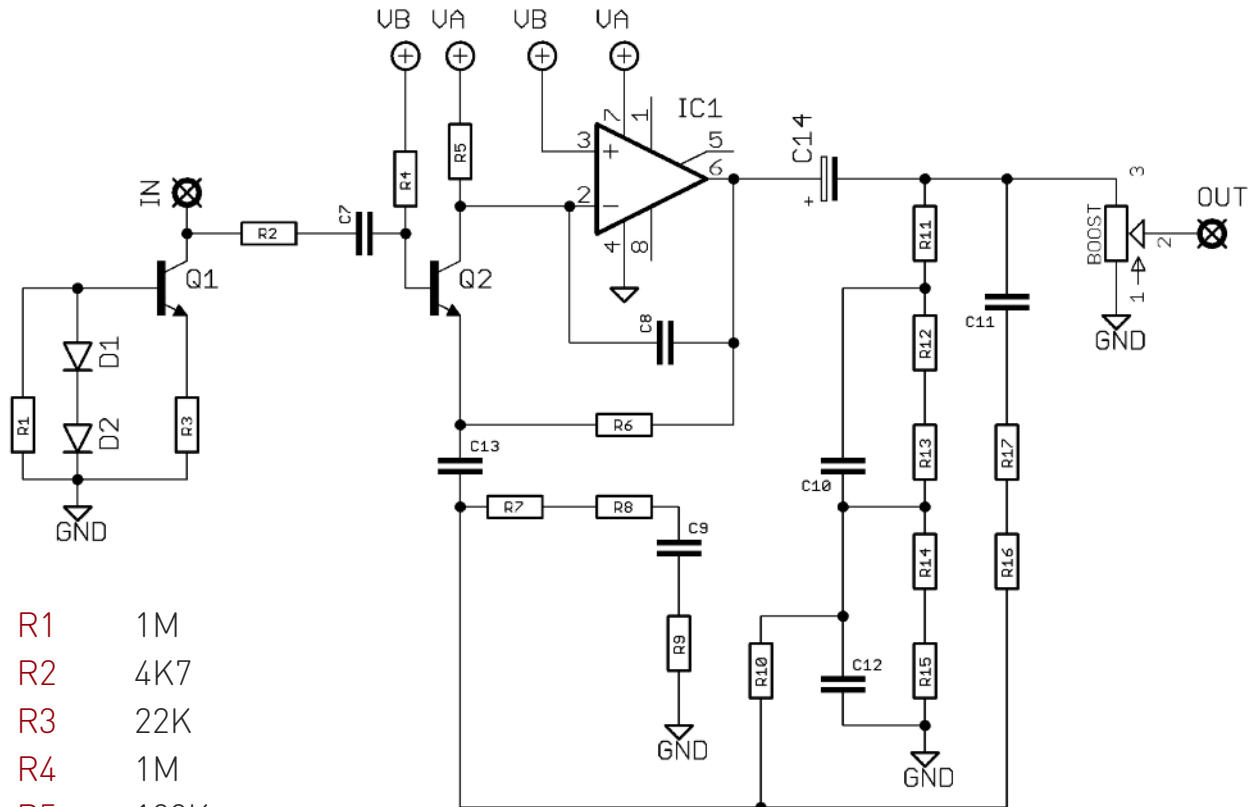 VB VA VB VA
IC1
7 1
3 + 5
6
2 -
4 8
C14
+
3
OUT
BOOST
2
1
GND
IN
R2
C7
R4
R5
Q1
Q2
C8
R11
C11
R12
D1
R1
D2
R3
R6
C13
R13
R17
C10
R7
R8
C9
R14
R16
GND
R9
R10
C12
R15
GND
GND
R1 1M
R2 4K7
R3 22K
R4 1M